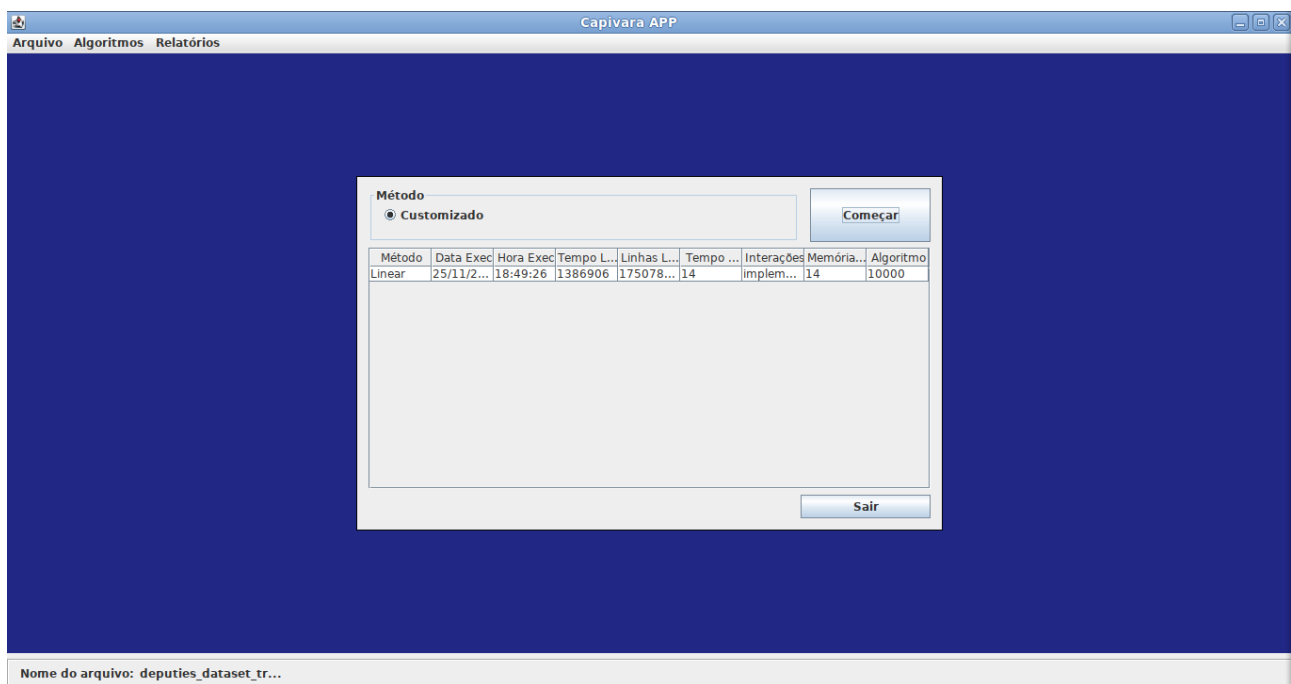 Capivara APP
Arquivo Algoritmos Relatórios
Método
Customizado
Começar
Método Data Exec Hora Exec Tempo L... Linhas L... Tempo ... Interações Memória... Algoritmo
Linear 25/11/2... 18:49:26 1386906 175078... 14 implem... 14 10000
Sair
Nome do arquivo: deputies_dataset_tr...